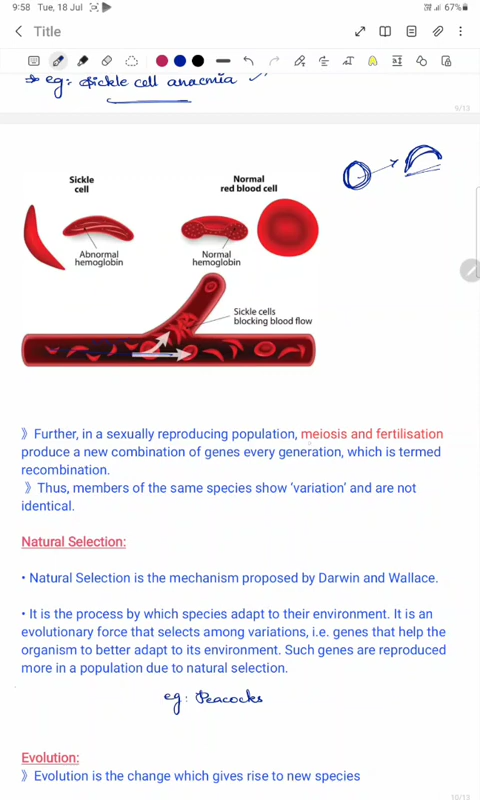 9:58 Tue, 18 Jul
67%
Title
* eg: Sickle cell anaemia
9/13
Sickle
cell
Normal
red blood cell
Abnormal
hemoglobin
Normal
hemoglobin
Sickle cells
blocking blood flow
》Further, in a sexually reproducing population, meiosis and fertilisation
produce a new combination of genes every generation, which is termed
recombination.
》Thus, members of the same species show ‘variation’ and are not
identical.
Natural Selection:
• Natural Selection is the mechanism proposed by Darwin and Wallace.
• It is the process by which species adapt to their environment. It is an
evolutionary force that selects among variations, i.e. genes that help the
organism to better adapt to its environment. Such genes are reproduced
more in a population due to natural selection.
eg: Peacocks
Evolution:
》Evolution is the change which gives rise to new species
10/13